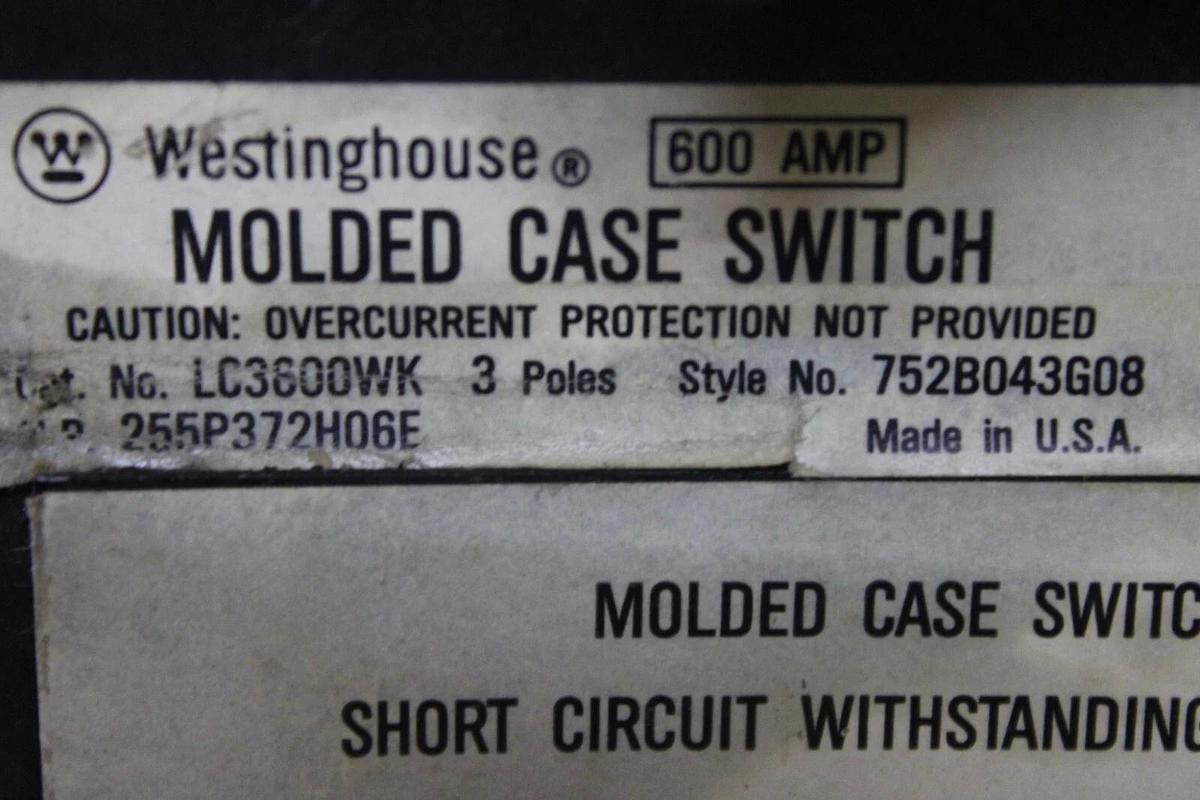 Westinghouse® 600 AMP
MOLDED CASE SWITCH
CAUTION: OVERCURRENT PROTECTION NOT PROVIDED
Cat. No. LC3600WK 3 Poles Style No. 752B043G08
255P372H06E Made in U.S.A.
MOLDED CASE SWITC
SHORT CIRCUIT WITHSTANDING